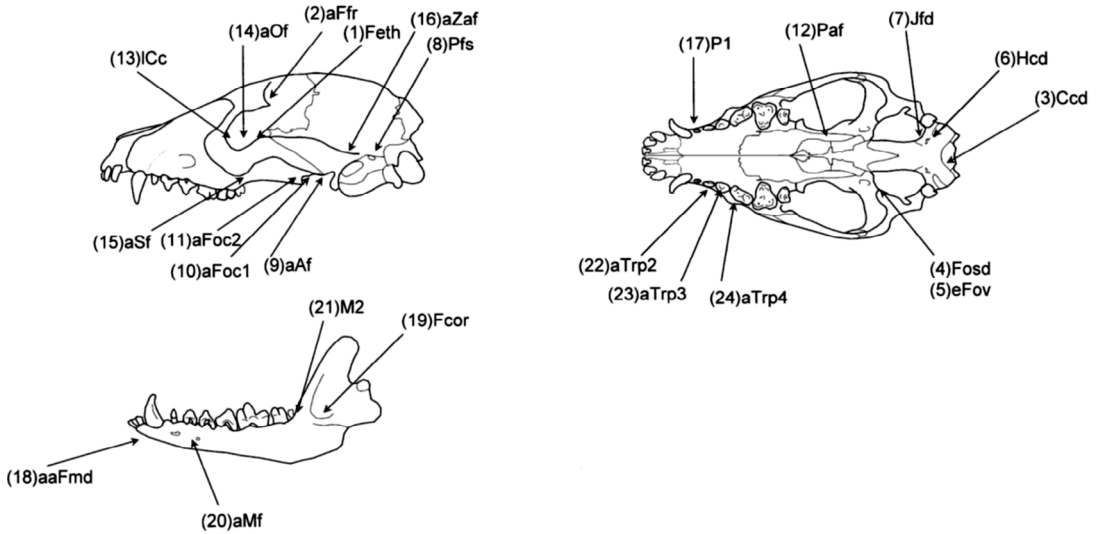 (2)aFfr
(14)aOf
(1)Feth
(16)aZaf
(8)Pfs
(13)lCc
(15)aSf
(11)aFoc2
(10)aFoc1
(9)aAf
(7)Jfd
(12)Paf
(17)P1
(6)Hcd
(3)Ccd
(22)aTrp2
(23)aTrp3
(24)aTrp4
(4)Fosd
(5)eFov
(21)M2
(19)Fcor
(18)aaFmd
(20)aMf